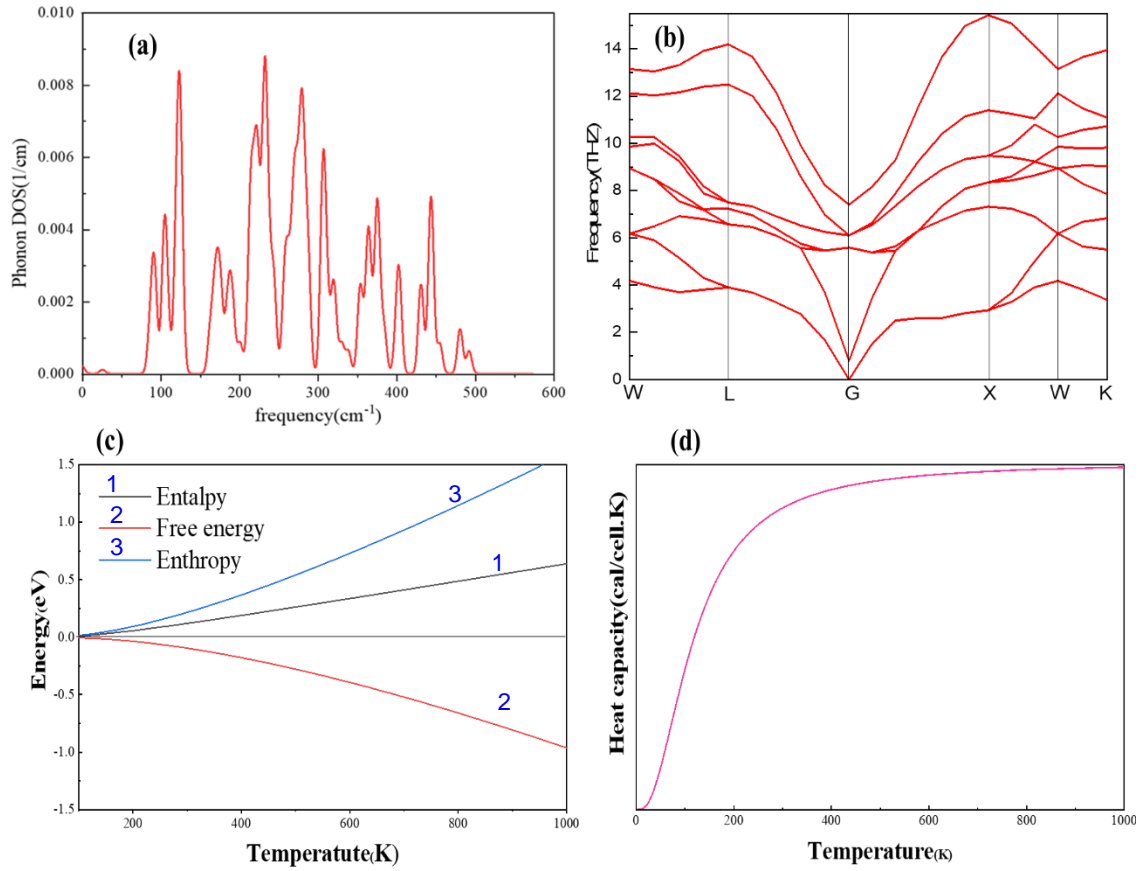 (a)
Phonon DOS(1/cm)
0.010
0.008
0.006
0.004
0.002
0.000
0 100 200 300 400 500 600
frequency(cm⁻¹)
(b)
Frequency(THZ)
14
12
10
8
6
4
2
0
W L G X W K
(c)
Energy(eV)
1.5
1.0
0.5
0.0
-0.5
-1.0
-1.5
1 Entalpy
2 Free energy
3 Enthropy
3
1
2
200 400 600 800 1000
Temperatute(K)
(d)
Heat capacity(cal/cell.K)
0 200 400 600 800 1000
Temperature(K)